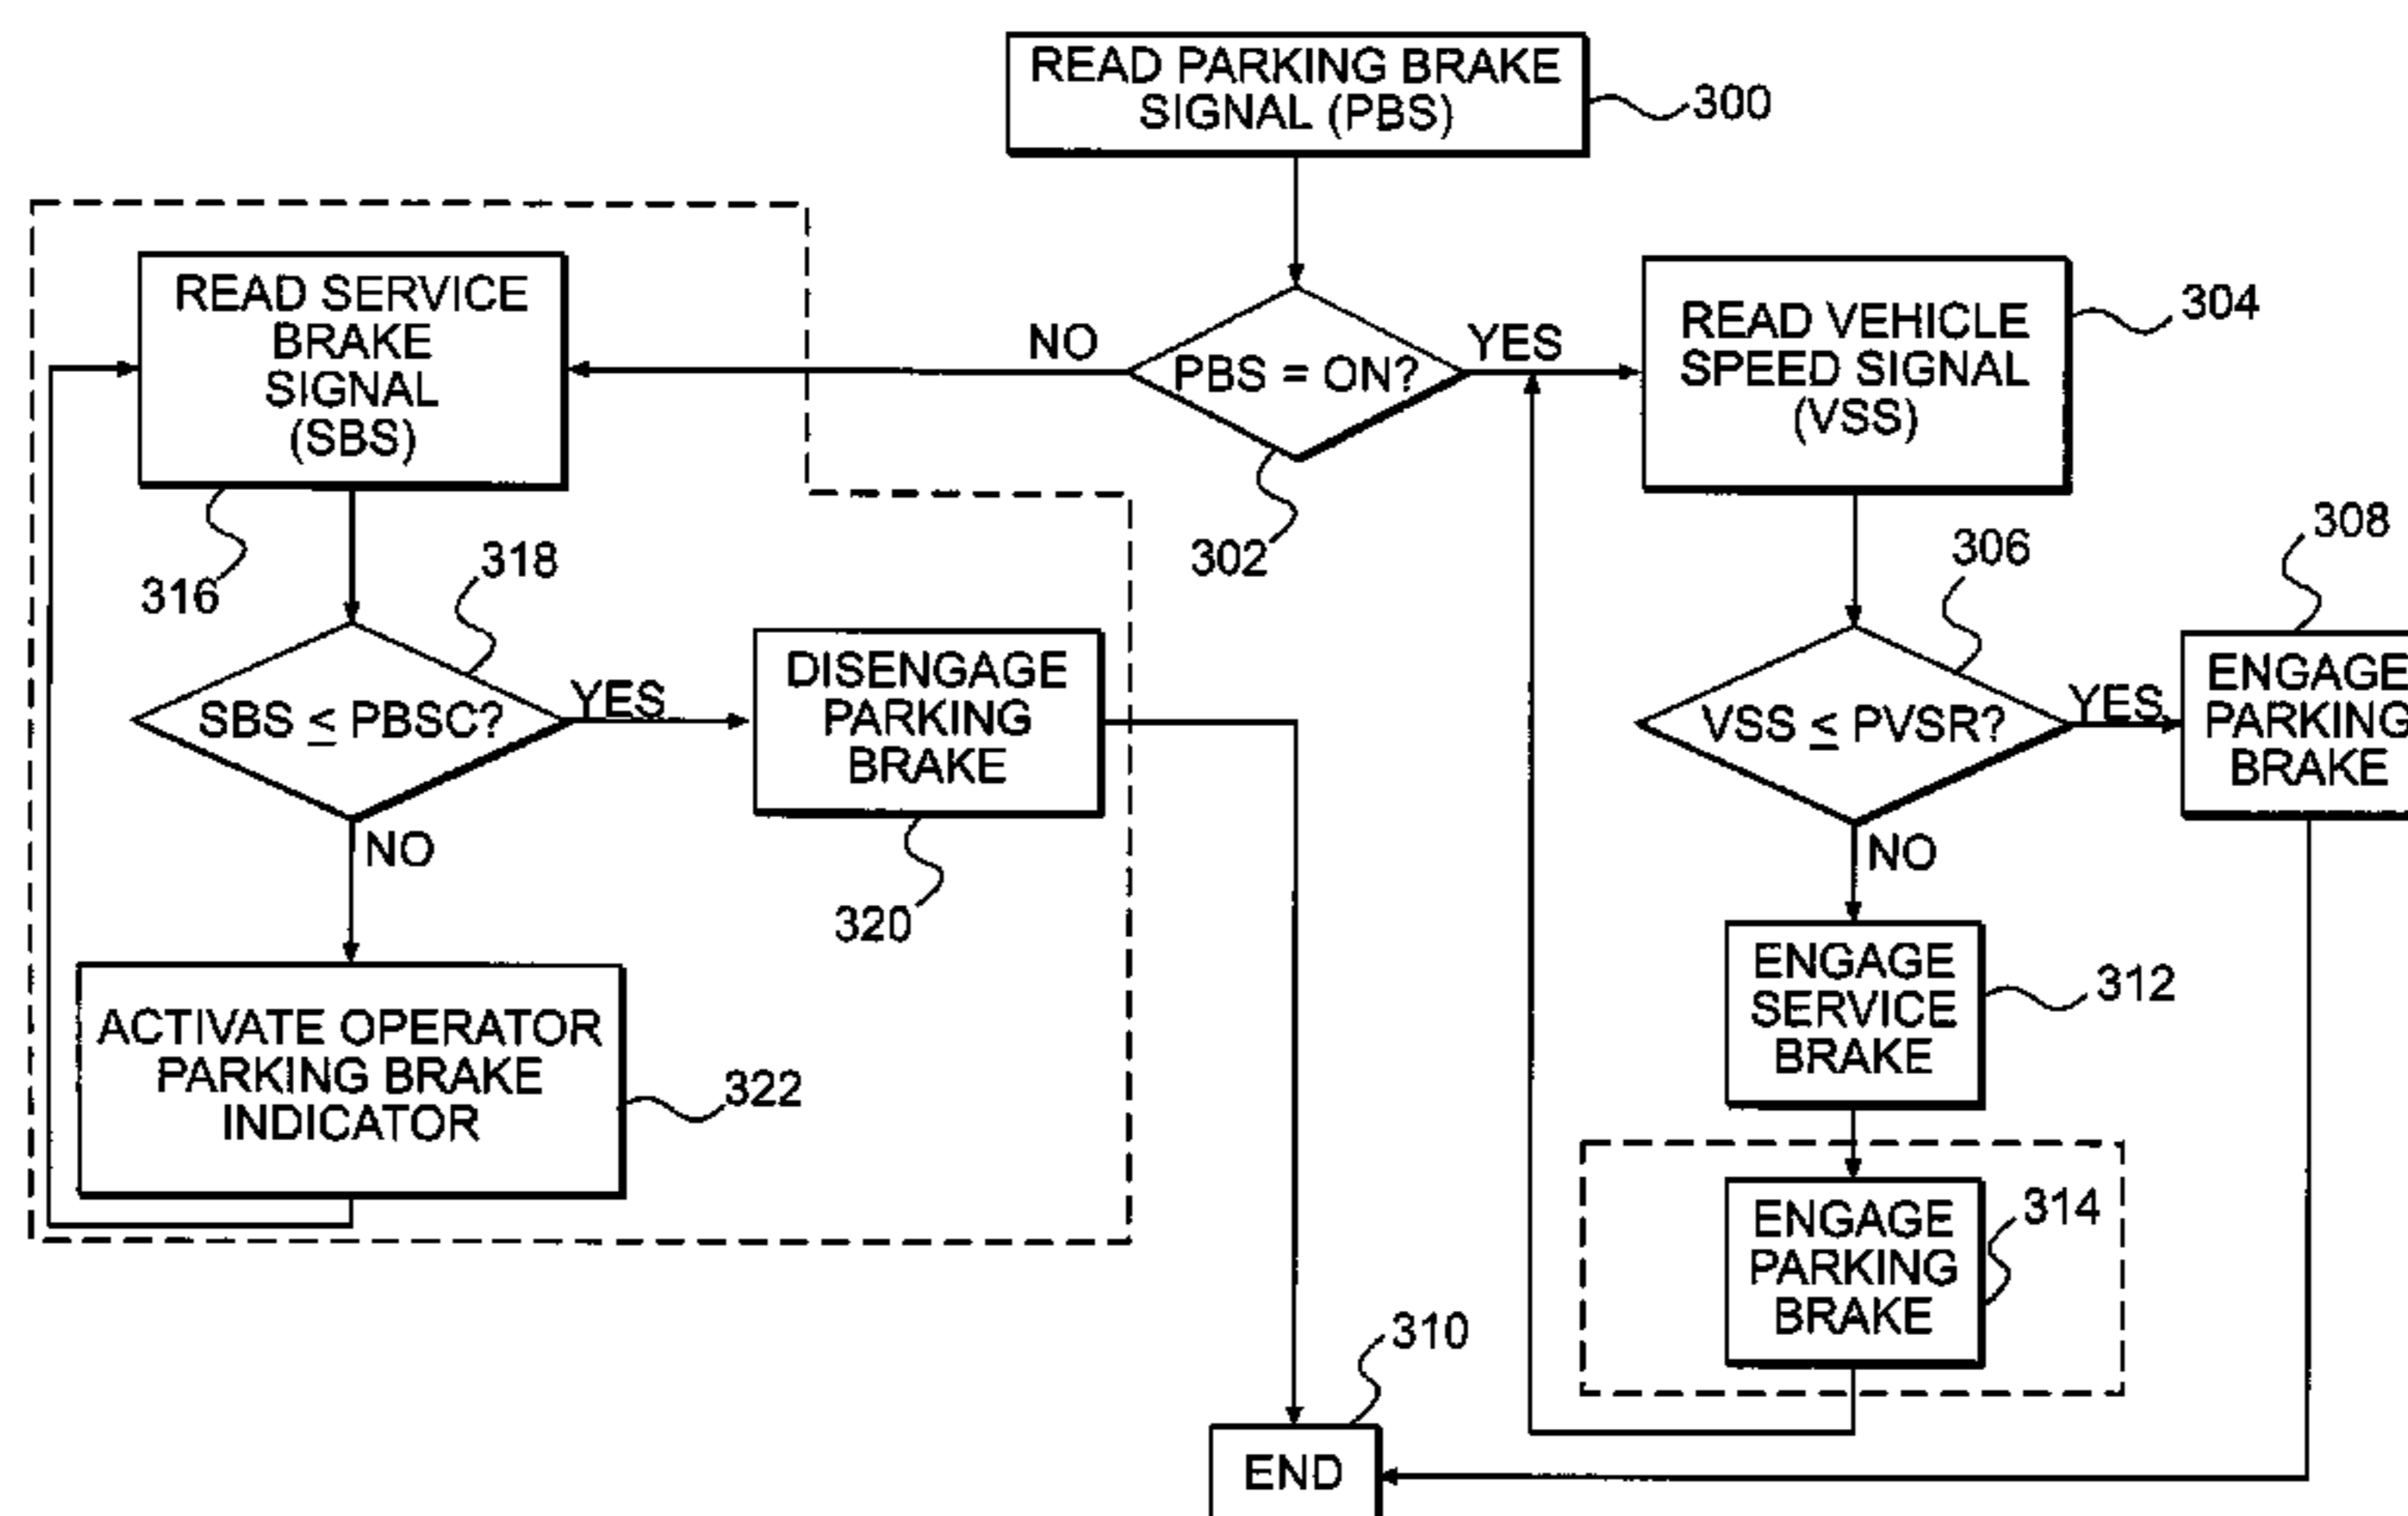 READ PARKING BRAKE
SIGNAL (PBS)
300
READ SERVICE
BRAKE
SIGNAL
(SBS)
316
NO
PBS = ON?
YES
302
READ VEHICLE
SPEED SIGNAL
(VSS)
304
318
SBS ≤ PBSC?
YES
NO
DISENGAGE
PARKING
BRAKE
320
306
VSS ≤ PVSR?
YES
NO
308
ENGAGE
PARKING
BRAKE
ACTIVATE OPERATOR
PARKING BRAKE
INDICATOR
322
ENGAGE
SERVICE
BRAKE
312
ENGAGE
PARKING
BRAKE
314
310
END